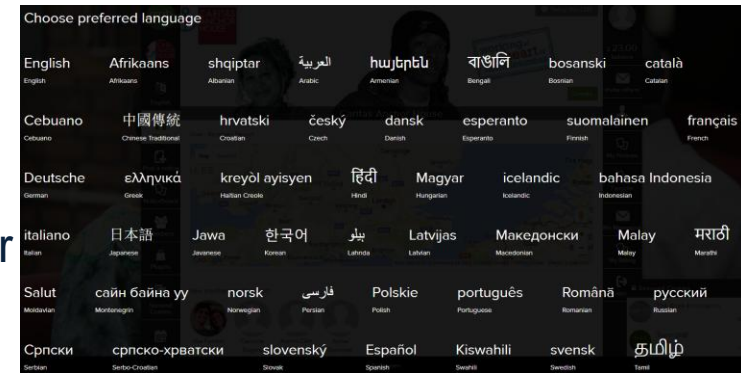 Choose preferred language
English Afrikaans shqiptar العربية հայերեն বাঙালি bosanski català
English Afrikaans Albanian Arabic Armenian Bengali Bosnian Catalan
Cebuano 中國傳統 hrvatski český dansk esperanto suomalainen français
Cebuano Chinese Traditional Croatian Czech Danish Esperanto Finnish French
Deutsche ελληνικά kreyòl ayisyen हिंदी Magyar icelandic bahasa Indonesia
German Greek Haitian Creole Hindi Hungarian Icelandic Indonesian
r italiano 日本語 Jawa 한국어 بيلو Latvijas Македонски Malay मराठी
Italian Japanese Javanese Korean Lahnda Latvian Macedonian Malay Marathi
Salut сайн байна уу norsk فارسی Polskie português Română русский
Moldavian Montenegrin Norwegian Persian Polish Portuguese Romanian Russian
Српски српско-хрватски slovenský Español Kiswahili svensk தமிழ்
Serbian Serbo-Croatian Slovak Spanish Swahili Swedish Tamil